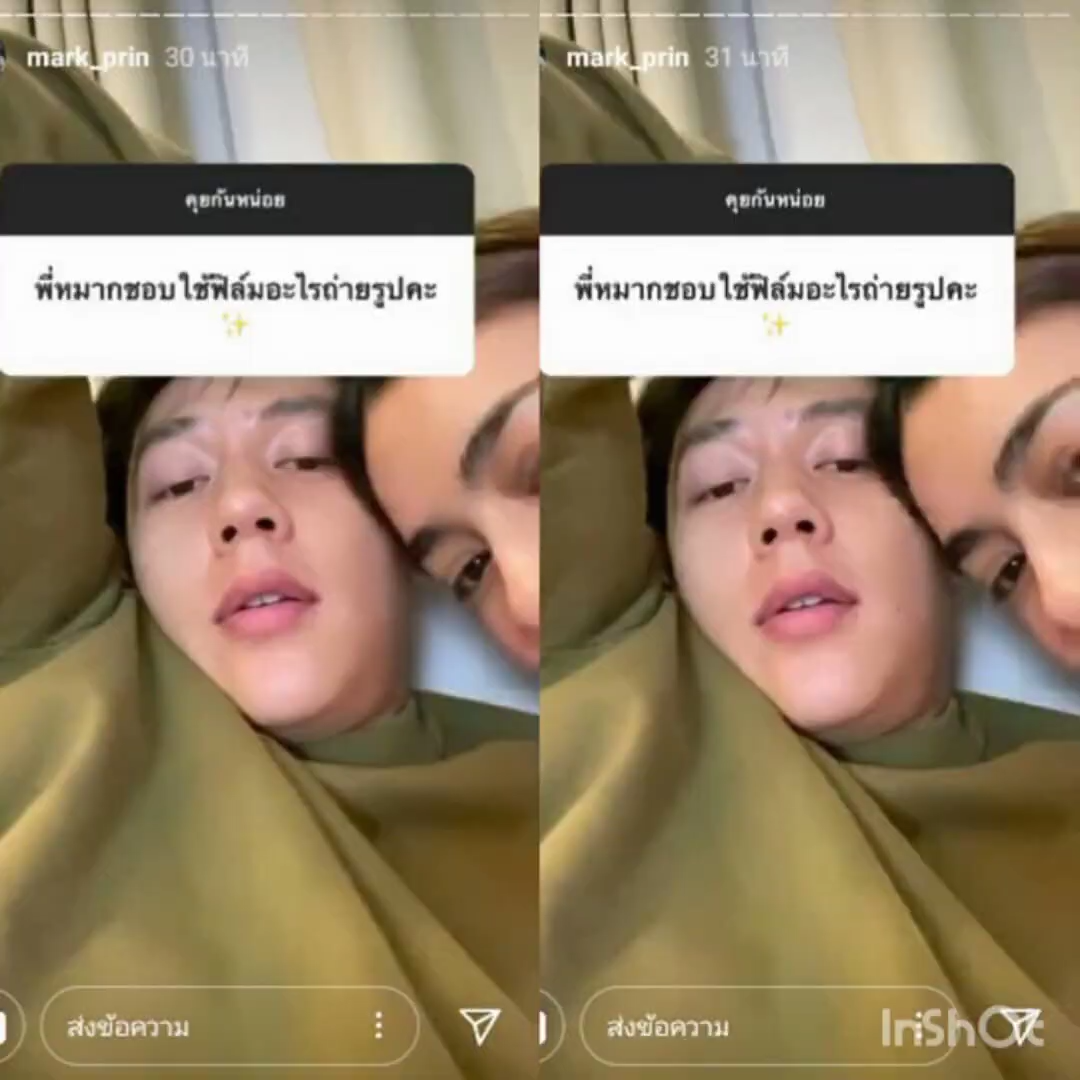 mark_prin 30 นาที
คุยกันหน่อย
พี่หมากชอบใช้ฟิล์มอะไรถ่ายรูปคะ
ส่งข้อความ
mark_prin 31 นาที
คุยกันหน่อย
พี่หมากชอบใช้ฟิล์มอะไรถ่ายรูปคะ
ส่งข้อความ
InShOt